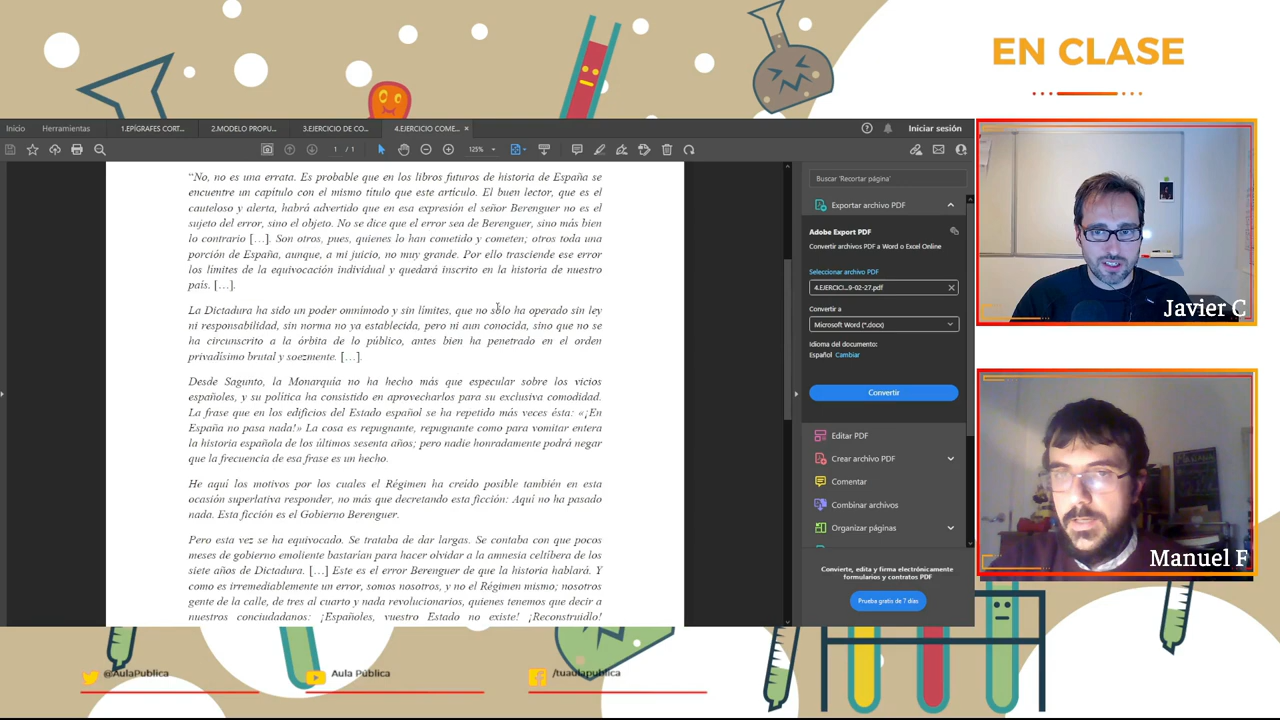 EN CLASE
Inicio
Herramientas
1.EPÍGRAFES CORT...
2.MODELO PROPU...
3.EJERCICIO DE CO...
4.EJERCICIO COME...
Iniciar sesión
1 / 1
125%
“No, no es una errata. Es probable que en los libros futuros de historia de España se
encuentre un capítulo con el mismo título que este artículo. El buen lector, que es el
cauteloso y alerta, habrá advertido que en esa expresión el señor Berenguer no es el
sujeto del error, sino el objeto. No se dice que el error sea de Berenguer, sino más bien
lo contrario […]. Son otros, pues, quienes lo han cometido y cometen; otros toda una
porción de España, aunque, a mi juicio, no muy grande. Por ello trasciende ese error
los límites de la equivocación individual y quedará inscrito en la historia de nuestro
país. […].
La Dictadura ha sido un poder omnímodo y sin límites, que no sólo ha operado sin ley
ni responsabilidad, sin norma no ya establecida, pero ni aun conocida, sino que no se
ha circunscrito a la órbita de lo público, antes bien ha penetrado en el orden
privadísimo brutal y soezmente. […].
Desde Sagunto, la Monarquía no ha hecho más que especular sobre los vicios
españoles, y su política ha consistido en aprovecharlos para su exclusiva comodidad.
La frase que en los edificios del Estado español se ha repetido más veces ésta: «¡En
España no pasa nada!» La cosa es repugnante, repugnante como para vomitar entera
la historia española de los últimos sesenta años; pero nadie honradamente podrá negar
que la frecuencia de esa frase es un hecho.
He aquí los motivos por los cuales el Régimen ha creído posible también en esta
ocasión superlativa responder, no más que decretando esta ficción: Aquí no ha pasado
nada. Esta ficción es el Gobierno Berenguer.
Pero esta vez se ha equivocado. Se trataba de dar largas. Se contaba con que pocos
meses de gobierno emoliente bastarían para hacer olvidar a la amnesia celtíbera de los
siete años de Dictadura. […] Este es el error Berenguer de que la historia hablará. Y
como es irremediablemente un error, somos nosotros, y no el Régimen mismo; nosotros
gente de la calle, de tres al cuarto y nada revolucionarios, quienes tenemos que decir a
nuestros conciudadanos: ¡Españoles, vuestro Estado no existe! ¡Reconstruidlo!
Buscar 'Recortar página'
Exportar archivo PDF
Adobe Export PDF
Convertir archivos PDF a Word o Excel Online
Seleccionar archivo PDF
4.EJERCICI...9-02-27.pdf
Convertir a
Microsoft Word (*.docx)
Idioma del documento:
Español Cambiar
Convertir
Editar PDF
Crear archivo PDF
Comentar
Combinar archivos
Organizar páginas
Convierte, edita y firma electrónicamente
formularios y contratos PDF
Prueba gratis de 7 días
Javier C
Manuel F
@AulaPublica
Aula Pública
/tuaulapublica